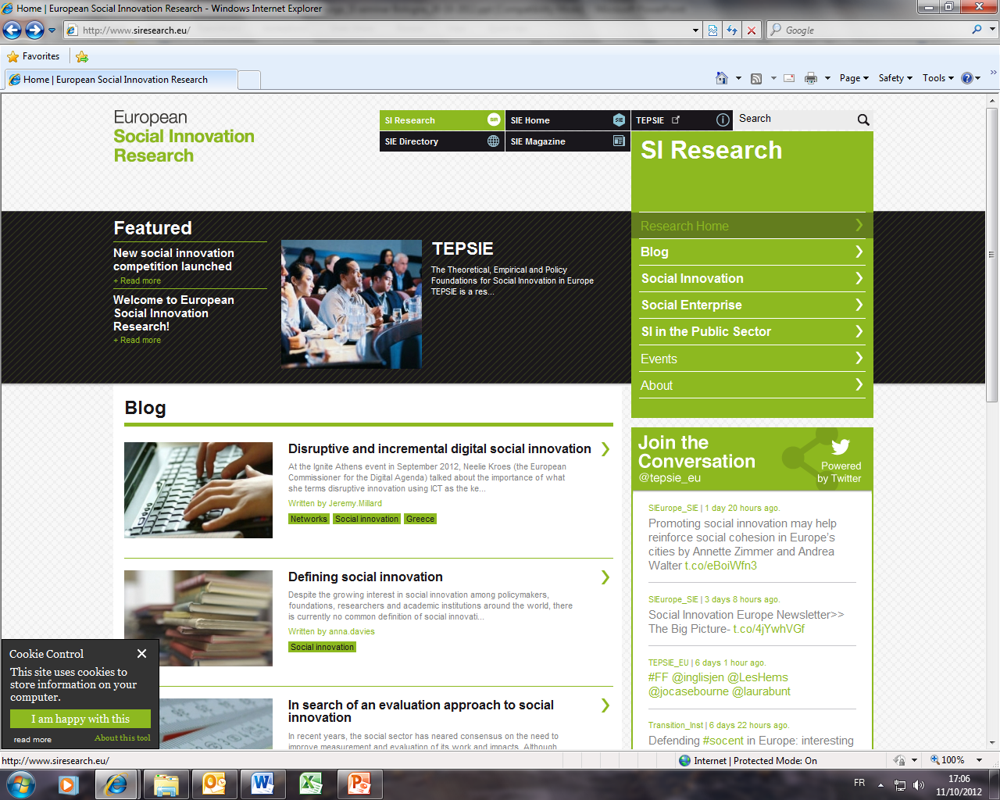 Home | European Social Innovation Research - Windows Internet Explorer
http://www.siresearch.eu/
Google
Favorites
Home | European Social Innovation Research
Page
Safety
Tools
European
Social Innovation
Research
SI Research
SIE Home
TEPSIE
Search
SIE Directory
SIE Magazine
SI Research
Research Home
Blog
Social Innovation
Social Enterprise
SI in the Public Sector
Events
About
Featured
New social innovation
competition launched
+ Read more
Welcome to European
Social Innovation
Research!
+ Read more
TEPSIE
The Theoretical, Empirical and Policy
Foundations for Social Innovation in Europe
TEPSIE is a res...
Blog
Disruptive and incremental digital social innovation
At the Ignite Athens event in September 2012, Neelie Kroes (the European
Commissioner for the Digital Agenda) talked about the importance of what
she terms disruptive innovation using ICT as the ke...
Written by Jeremy.Millard
Networks Social innovation Greece
Defining social innovation
Despite the growing interest in social innovation among policymakers,
foundations, researchers and academic institutions around the world, there
is currently no common definition of social innovati...
Written by anna.davies
Social innovation
In search of an evaluation approach to social
innovation
In recent years, the social sector has neared consensus on the need to
improve measurement and evaluation of its work and impacts. Although
Join the
Conversation
@tepsie_eu
Powered
by Twitter
SIEurope_SIE | 1 day 20 hours ago.
Promoting social innovation may help
reinforce social cohesion in Europe's
cities by Annette Zimmer and Andrea
Walter t.co/eBoiWfn3
SIEurope_SIE | 3 days 8 hours ago.
Social Innovation Europe Newsletter>>
The Big Picture- t.co/4jYwhVGf
TEPSIE_EU | 6 days 1 hour ago.
#FF @inglisjen @LesHems
@jocasebourne @laurabunt
Transition_Inst | 6 days 22 hours ago.
Defending #socent in Europe: interesting
Cookie Control
This site uses cookies to
store information on your
computer.
I am happy with this
read more
About this tool
http://www.siresearch.eu/
Internet | Protected Mode: On
100%
FR
17:06
11/10/2012